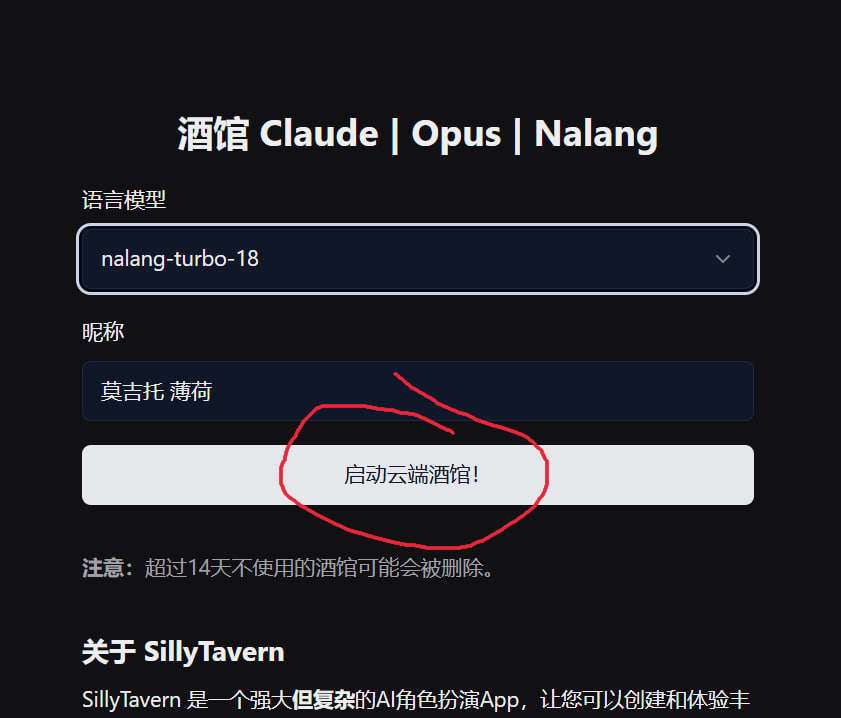 酒馆 Claude | Opus | Nalang
语言模型
nalang-turbo-18
昵称
莫吉托 薄荷
启动云端酒馆！
注意：超过14天不使用的酒馆可能会被删除。
关于 SillyTavern
SillyTavern 是一个强大但复杂的AI角色扮演App，让您可以创建和体验丰